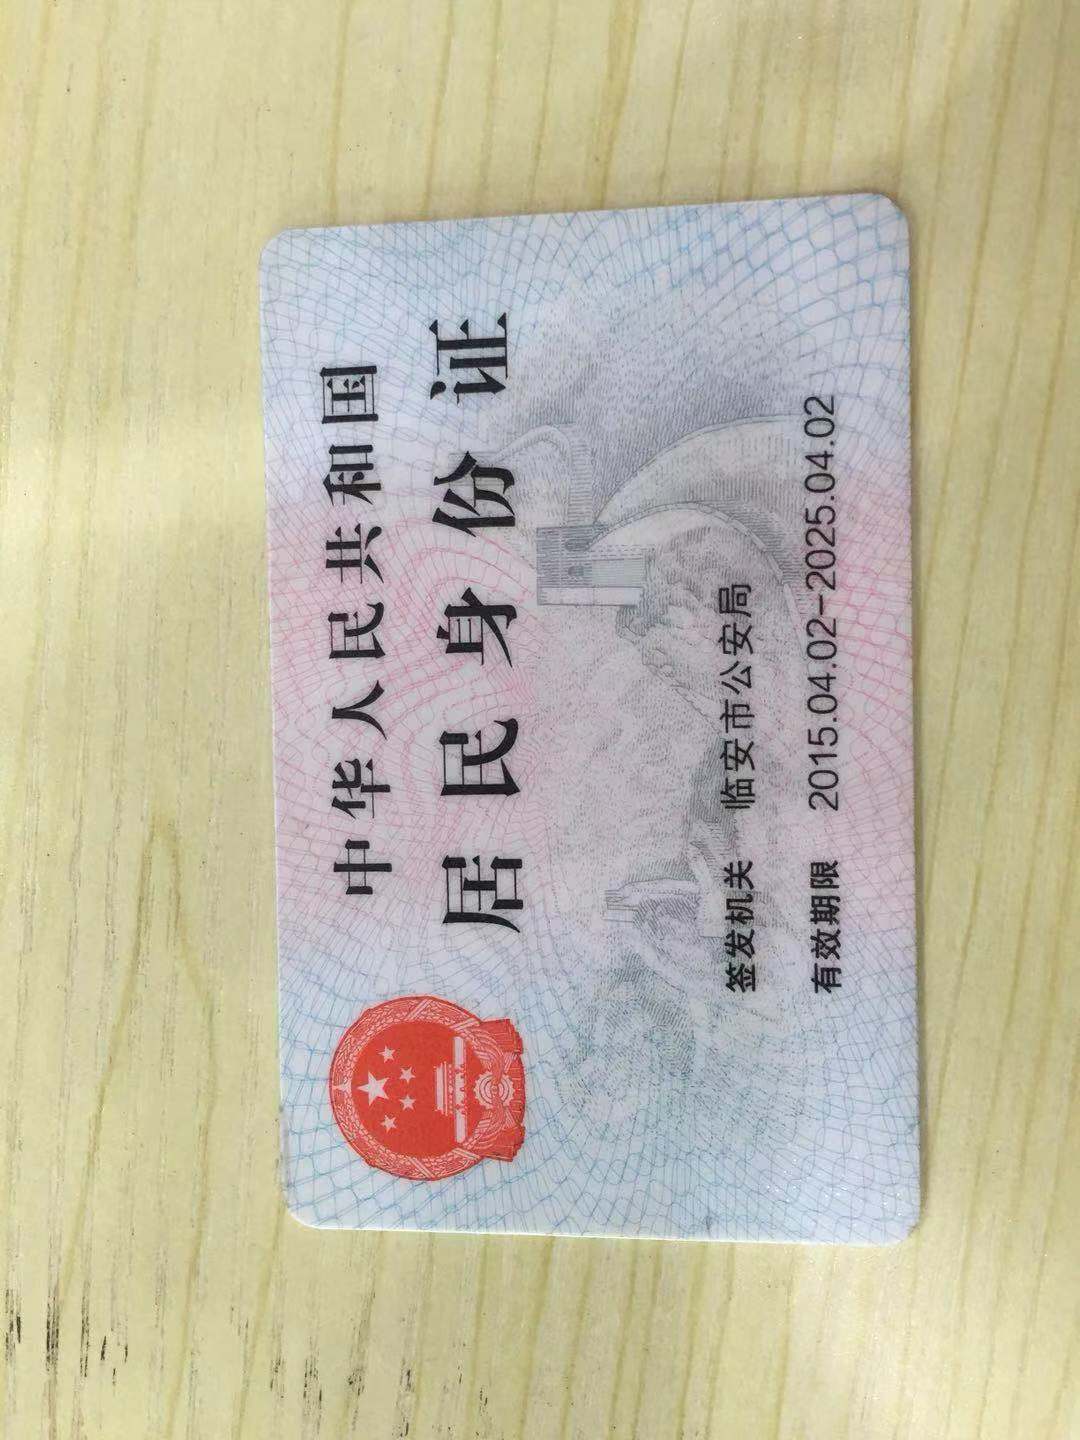 中华人民共和国
居民身份证
签发机关 临安市公安局
有效期限 2015.04.02-2025.04.02